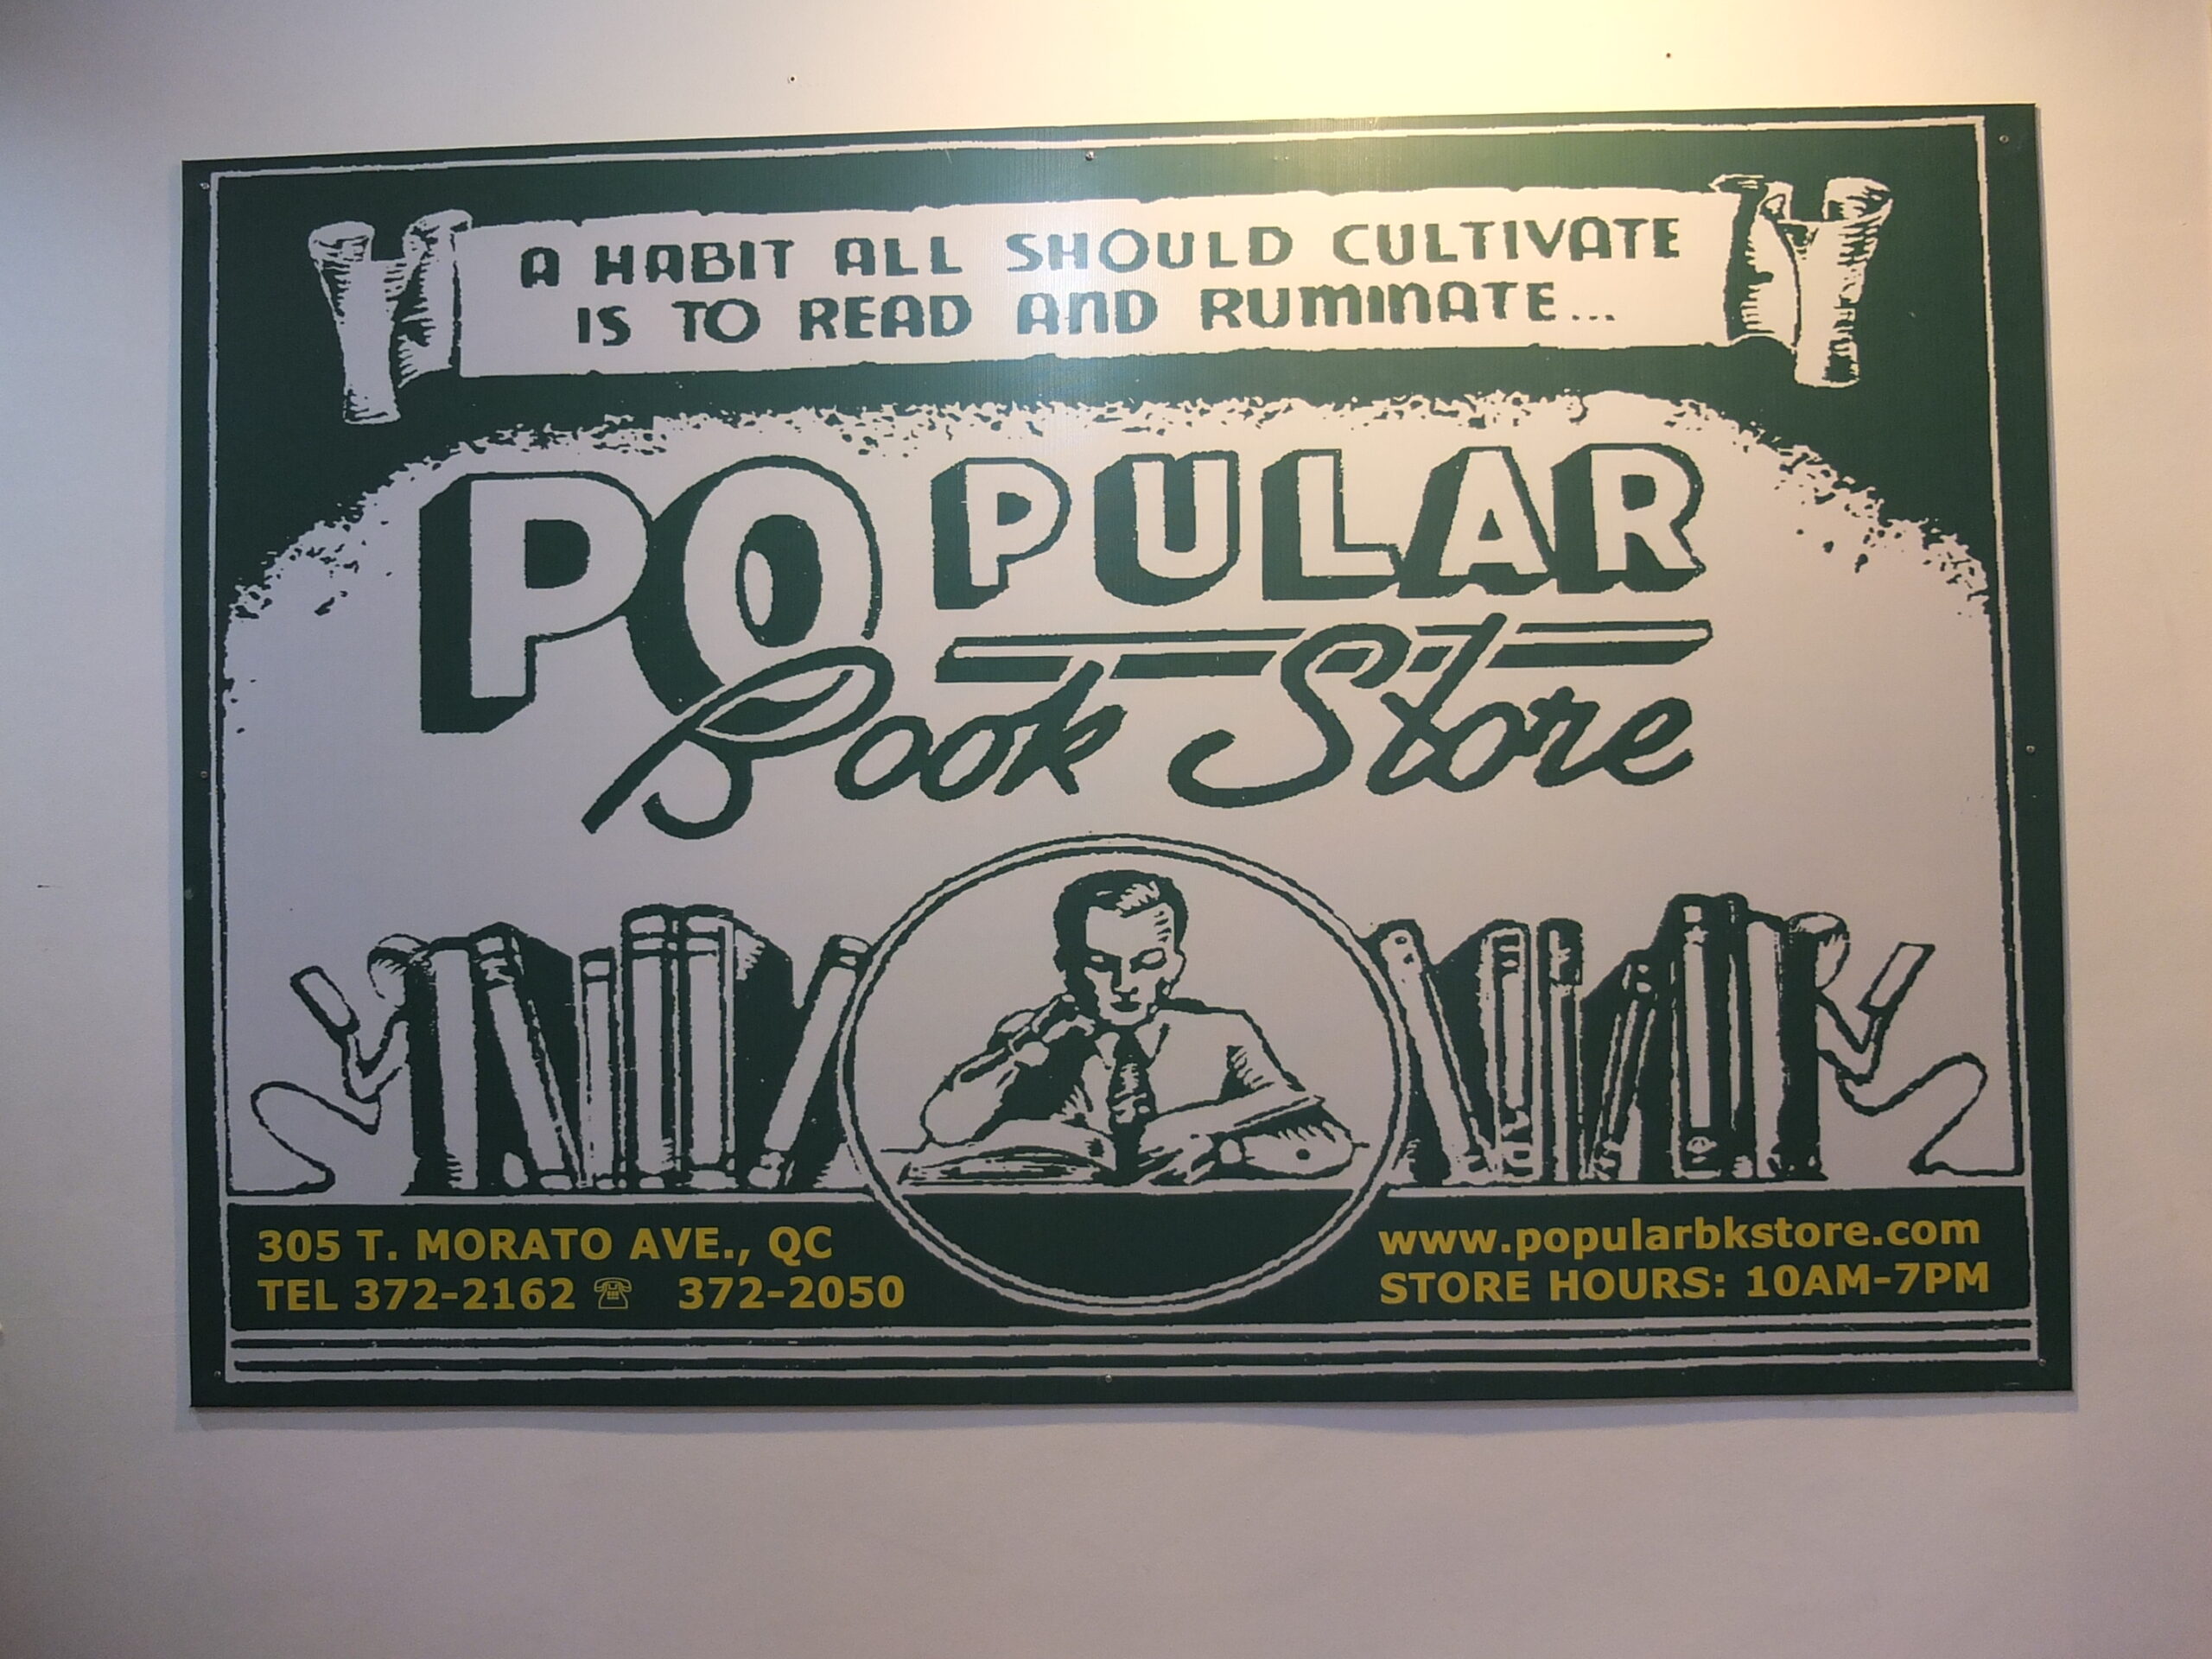 A HABIT ALL SHOULD CULTIVATE
IS TO READ AND RUMINATE...
POPULAR
Book Store
305 T. MORATO AVE., QC
TEL 372-2162 ☏ 372-2050
www.popularbkstore.com
STORE HOURS: 10AM-7PM